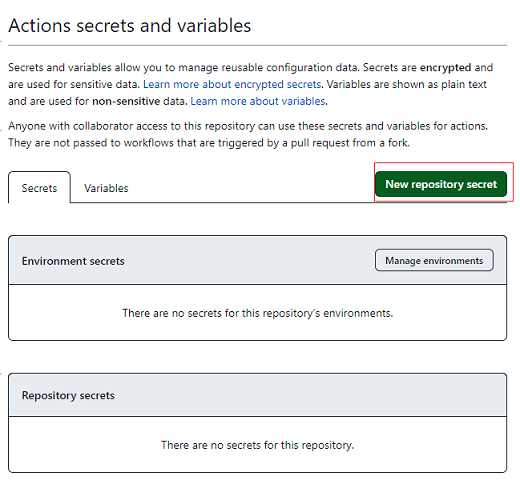 Actions secrets and variables
Secrets and variables allow you to manage reusable configuration data. Secrets are encrypted and
are used for sensitive data. Learn more about encrypted secrets. Variables are shown as plain text
and are used for non-sensitive data. Learn more about variables.
Anyone with collaborator access to this repository can use these secrets and variables for actions.
They are not passed to workflows that are triggered by a pull request from a fork.
Secrets Variables New repository secret
Environment secrets Manage environments
There are no secrets for this repository's environments.
Repository secrets
There are no secrets for this repository.